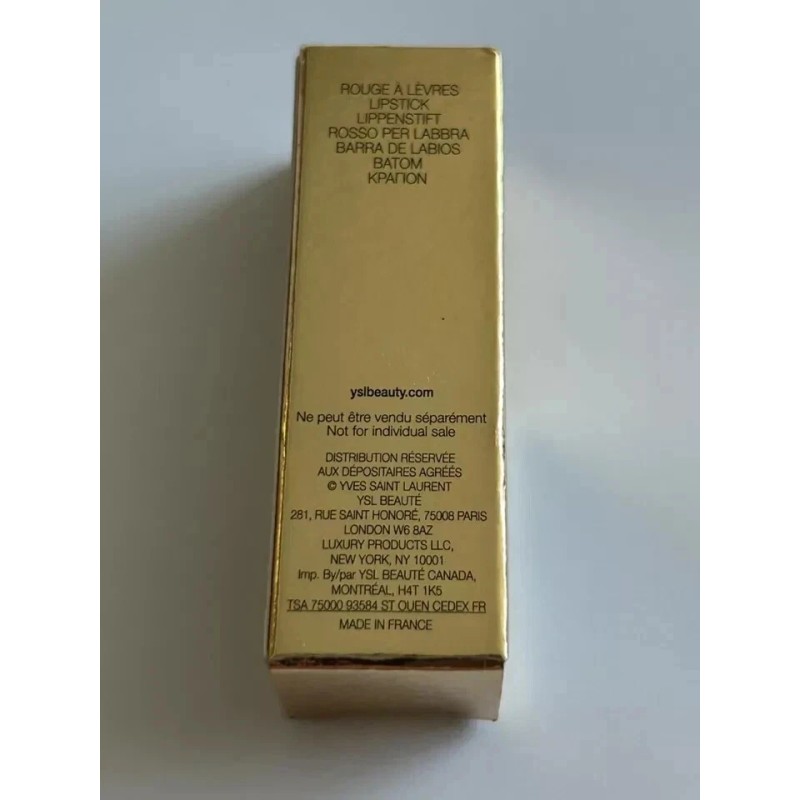 ROUGE À LÈVRES
LIPSTICK
LIPPENSTIFT
ROSSO PER LABBRA
BARRA DE LABIOS
BATOM
ΚΡΑΓΙΟΝ
yslbeauty.com
Ne peut être vendu séparément
Not for individual sale
DISTRIBUTION RÉSERVÉE
AUX DÉPOSITAIRES AGRÉÉS
© YVES SAINT LAURENT
YSL BEAUTÉ
281, RUE SAINT HONORÉ, 75008 PARIS
LONDON W6 8AZ
LUXURY PRODUCTS LLC,
NEW YORK, NY 10001
Imp. By/par YSL BEAUTÉ CANADA,
MONTRÉAL, H4T 1K5
TSA 75000 93584 ST OUEN CEDEX FR
MADE IN FRANCE